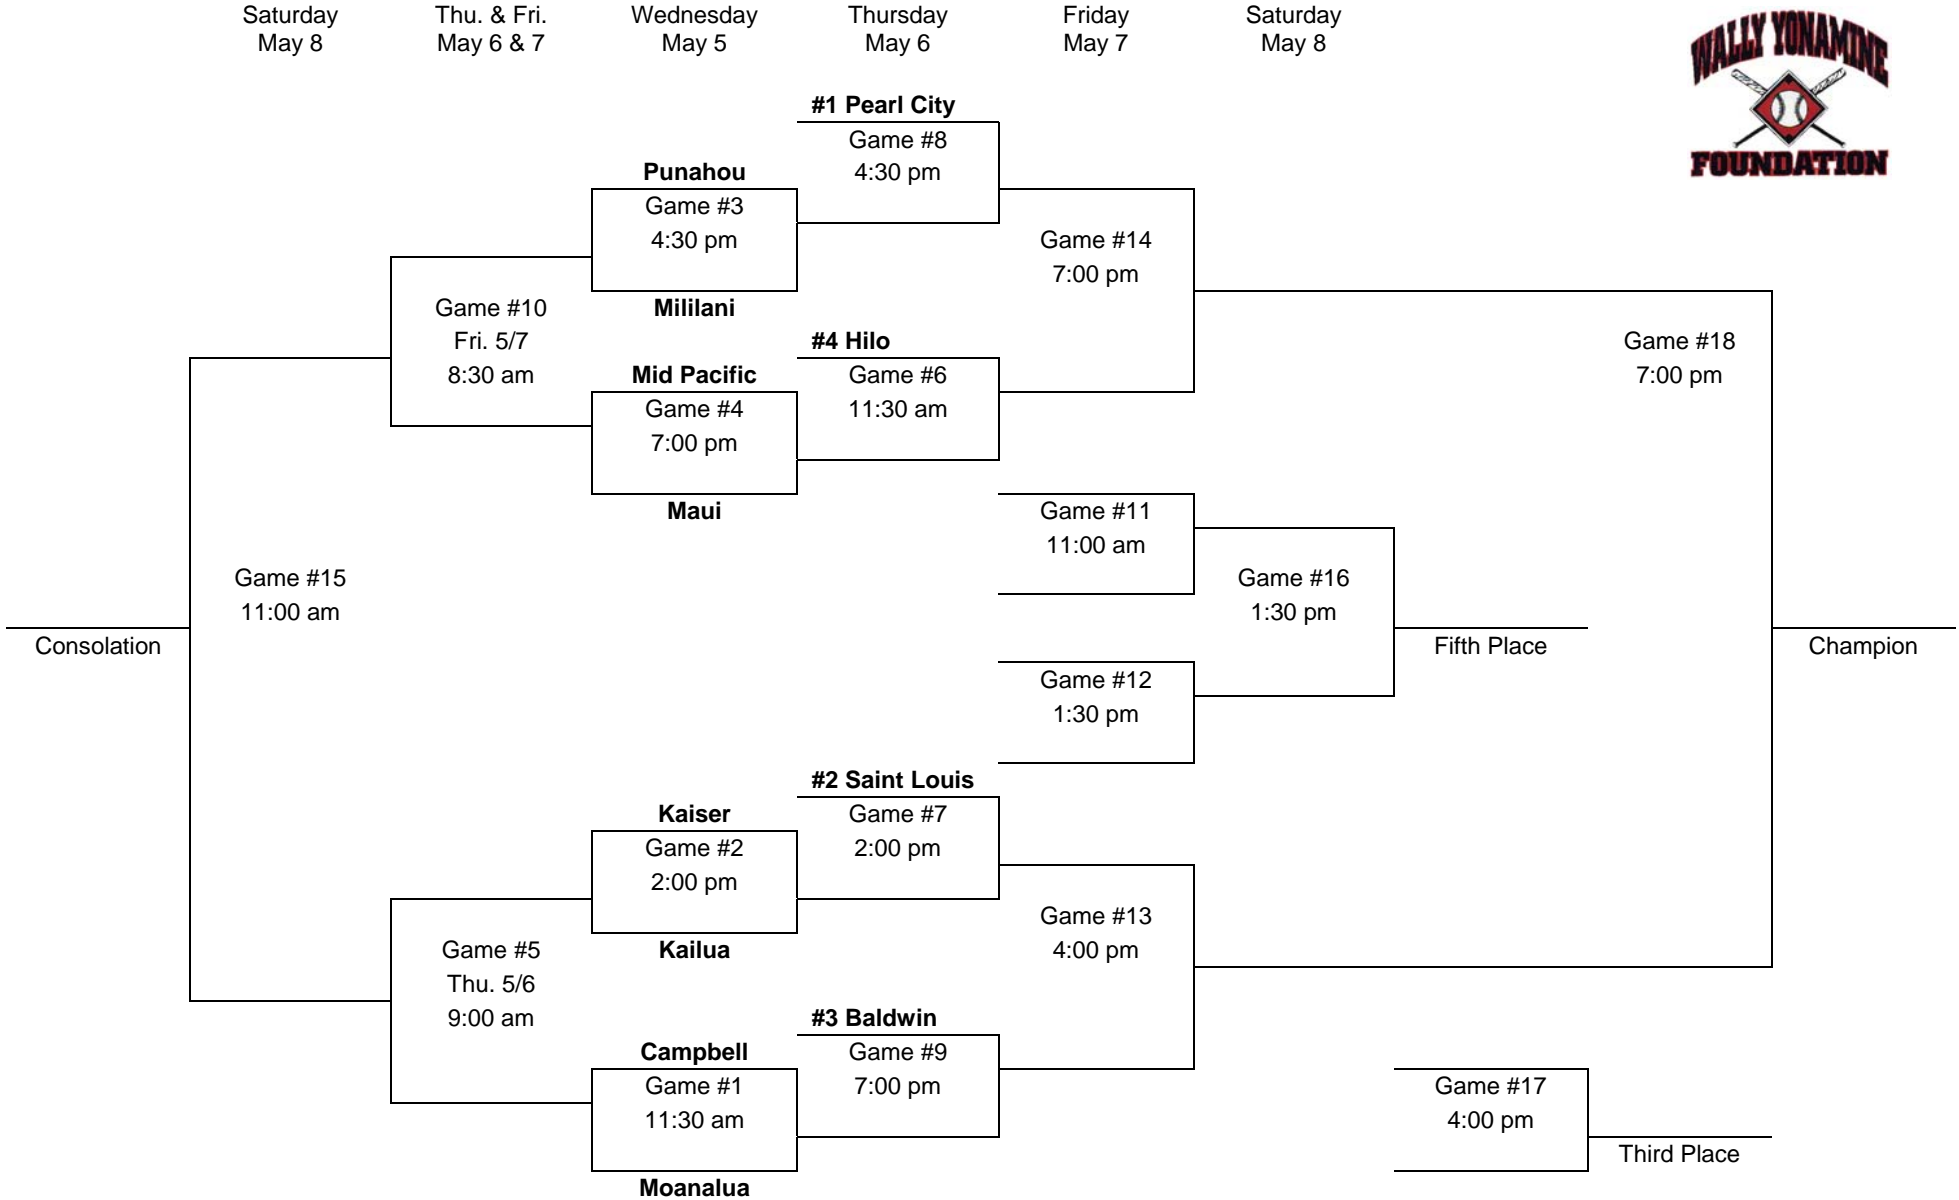 Saturday
May 8
Thu. & Fri.
May 6 & 7
Wednesday
May 5
Thursday
May 6
Friday
May 7
Saturday
May 8
WALLY YONAMINE
FOUNDATION
#1 Pearl City
Game #8
4:30 pm
Punahou
Game #3
4:30 pm
Mililani
Game #14
7:00 pm
Game #10
Fri. 5/7
8:30 am
#4 Hilo
Game #6
11:30 am
Mid Pacific
Game #4
7:00 pm
Maui
Game #18
7:00 pm
Game #11
11:00 am
Game #15
11:00 am
Game #16
1:30 pm
Consolation
Fifth Place
Champion
Game #12
1:30 pm
#2 Saint Louis
Game #7
2:00 pm
Kaiser
Game #2
2:00 pm
Kailua
Game #13
4:00 pm
Game #5
Thu. 5/6
9:00 am
#3 Baldwin
Game #9
7:00 pm
Campbell
Game #1
11:30 am
Moanalua
Game #17
4:00 pm
Third Place